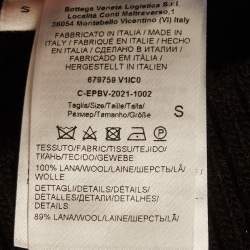 Bottega Veneta Logistica S.r.l.
Località Conti Maltraverso,1
36054 Montebello Vicentino (VI) Italy
S
FABBRICATO IN ITALIA / MADE IN
ITALY / FABRIQUE EN ITALIE / HECHO
EN ITALIA / СДЕЛАНО В ИТАЛИИ /
FABRICADO EM ITÁLIA / HERGESTELLT
IN ITALIEN
679759 V1IC0
C-EPBV-2021-1002
Taglia/Size/Taille/Talla/
Размер/Tamanho/Größe
S
TESSUTO/FABRIC/TISSU/TEJIDO/
ТКАНЬ/TECIDO/GEWEBE
100% LANA/WOOL/LAINE/ШЕРСТЬ/LÃ/
WOLLE
DETTAGLI/DETAILS/DÉTAILS/
DETALLES/ДЕТАЛИ/DETALHES/
DETAILS:
89% LANA/WOOL/LAINE/ШЕРСТЬ/LÃ/